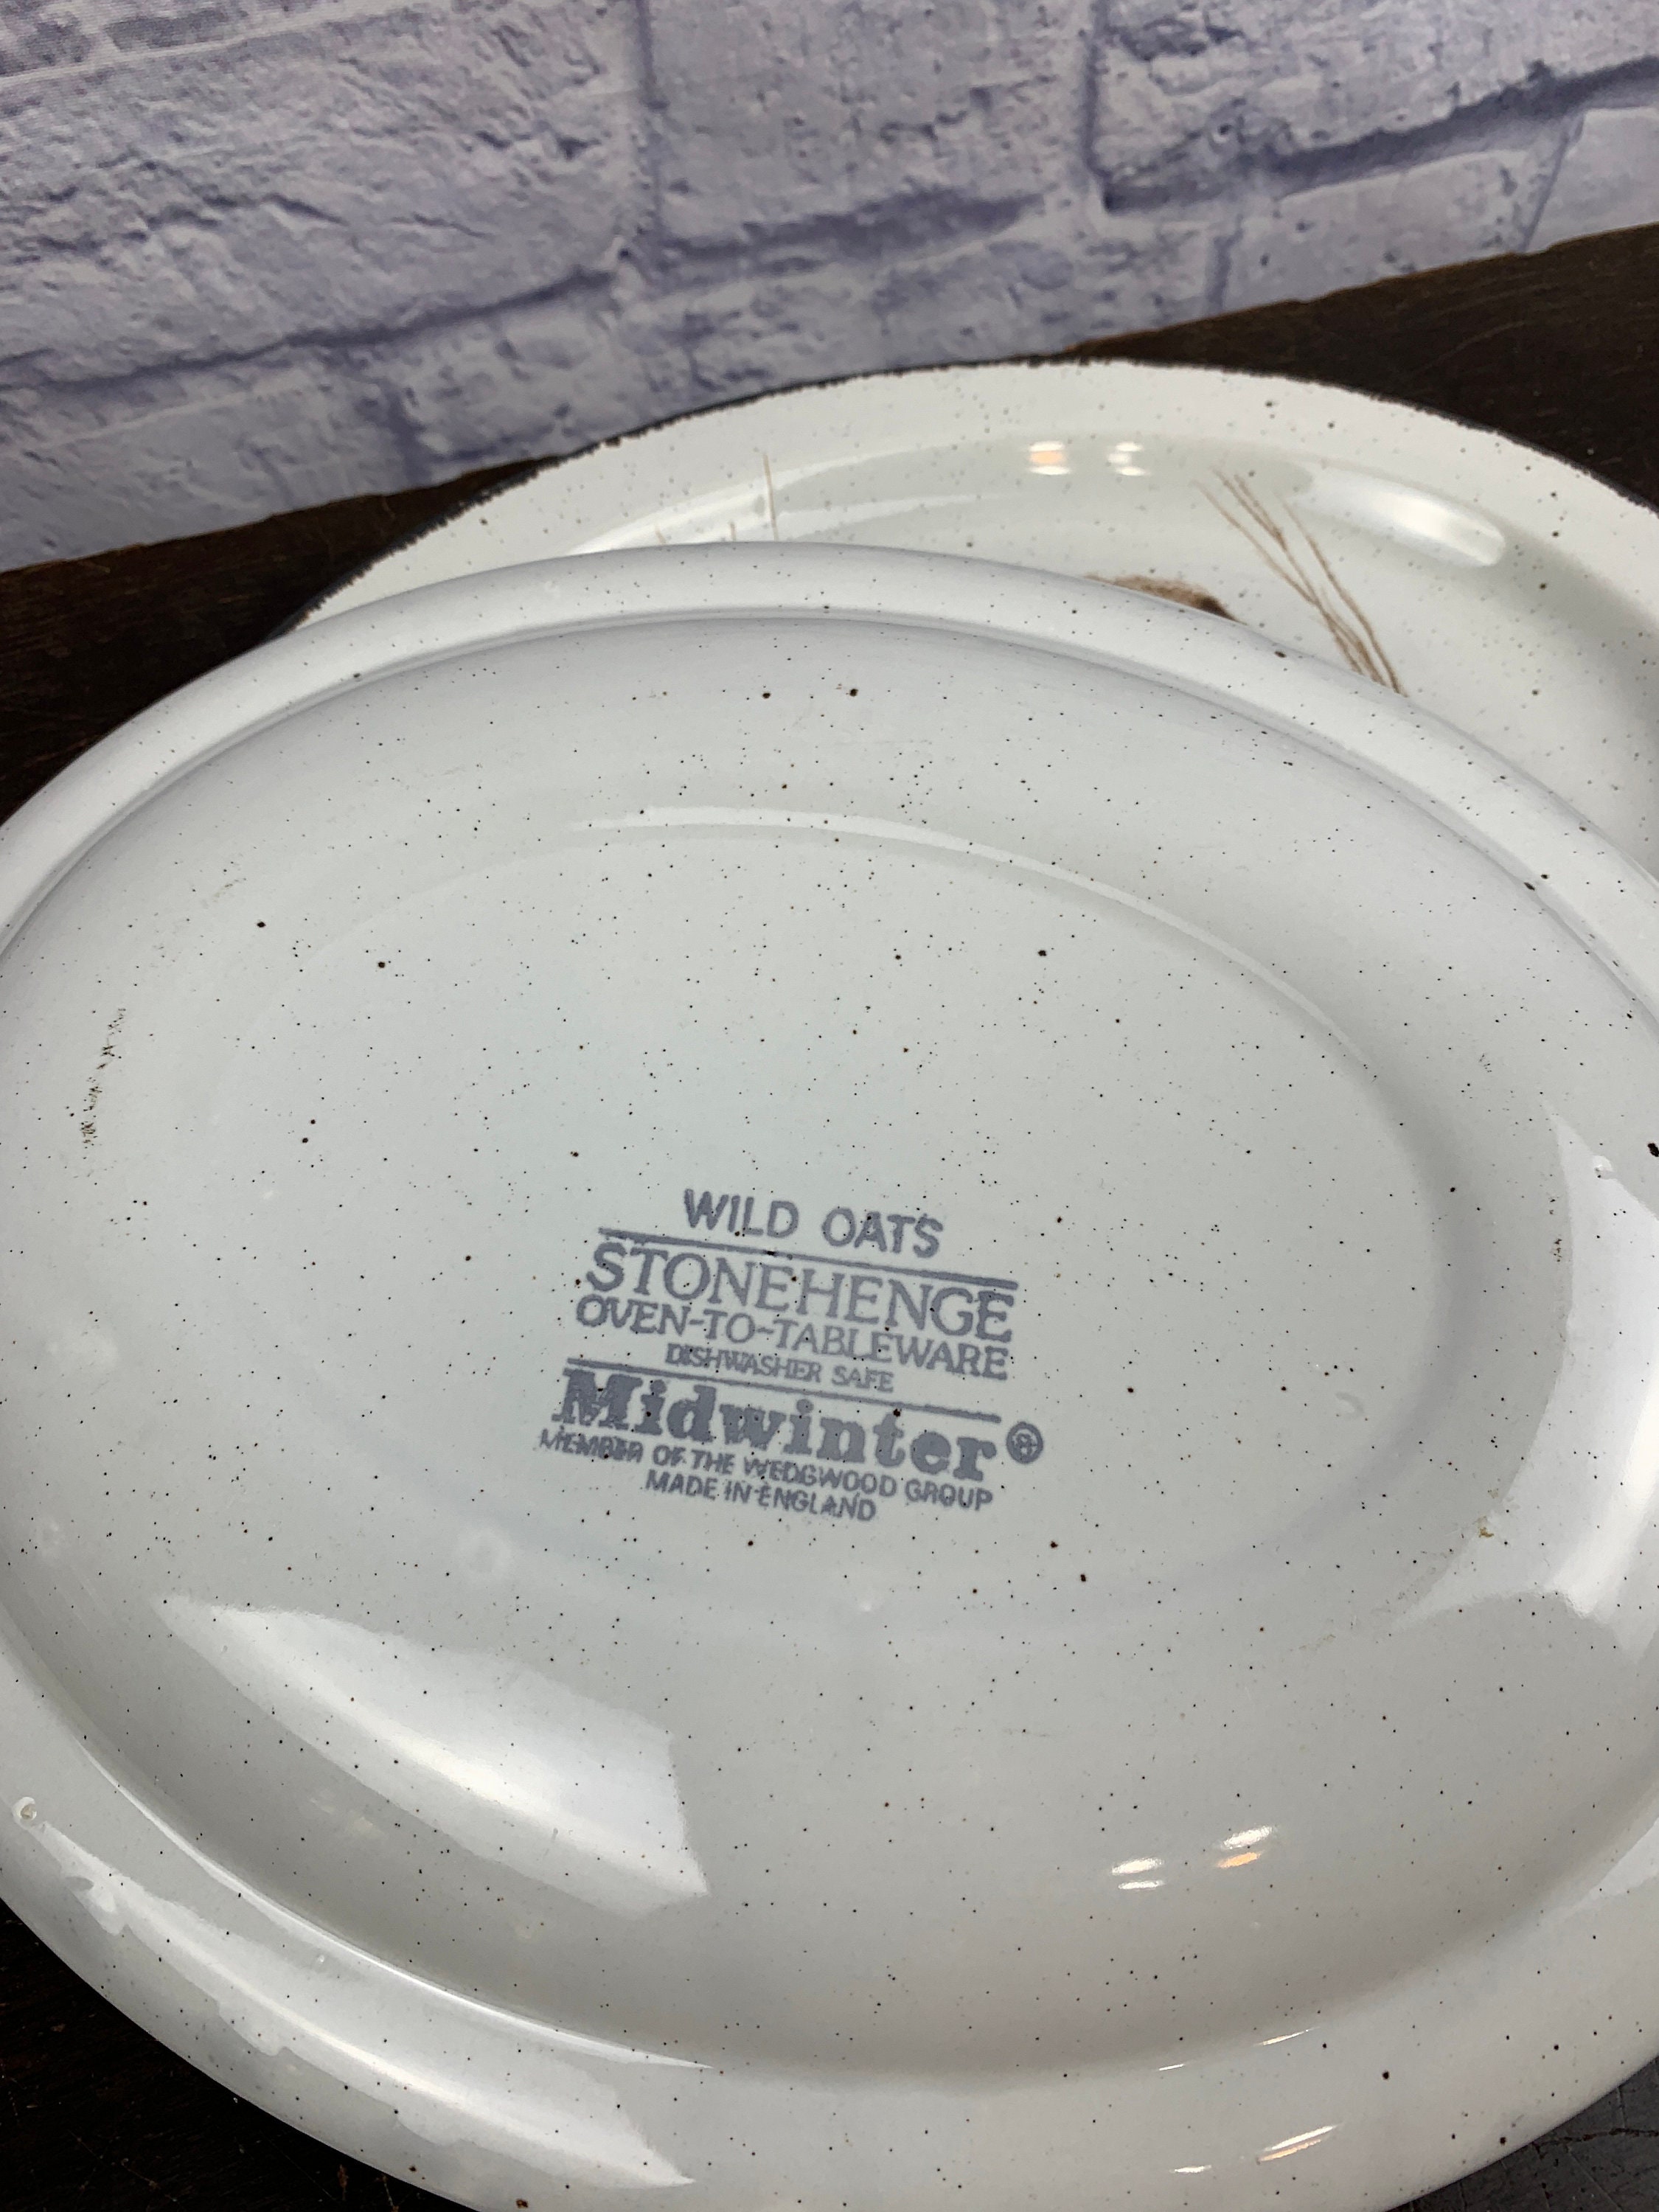 WILD OATS
STONEHENGE
OVEN-TO-TABLEWARE
DISHWASHER SAFE
Midwinter®
MEMBER OF THE WEDGWOOD GROUP
MADE IN ENGLAND